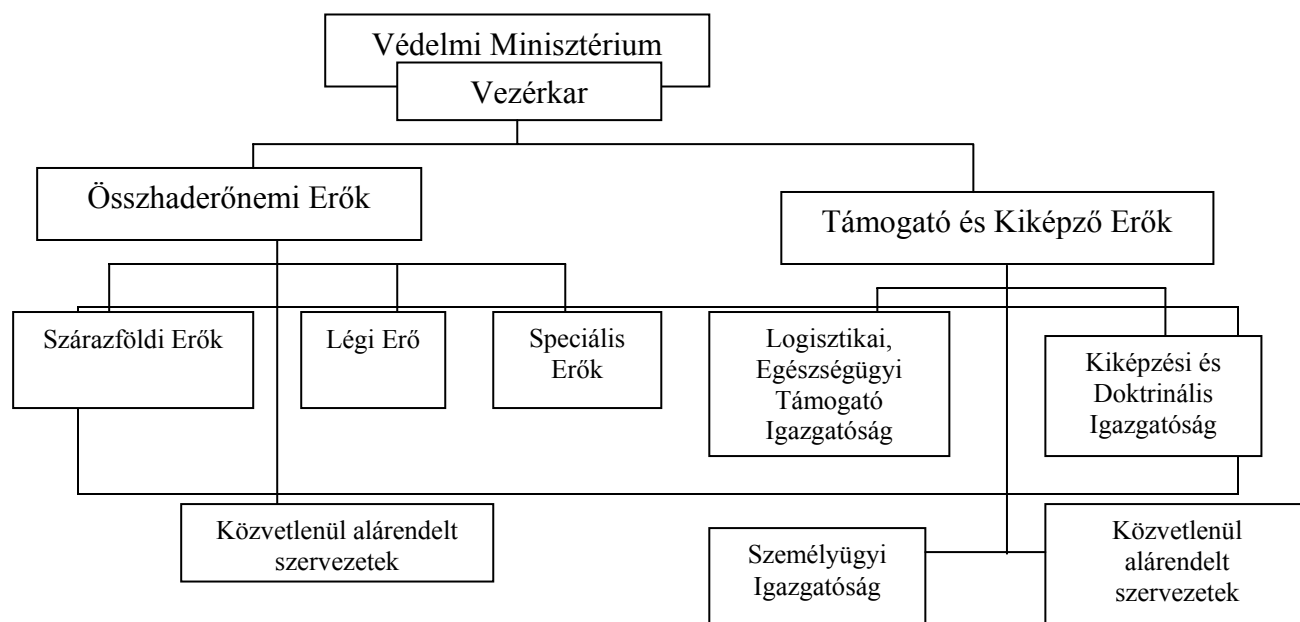 Védelmi Minisztérium
Vezérkar
Összhaderőnemi Erők
Támogató és Kiképző Erők
Szárazföldi Erők
Légi Erő
Speciális
Erők
Logisztikai,
Egészségügyi
Támogató
Igazgatóság
Kiképzési és
Doktrinális
Igazgatóság
Közvetlenül alárendelt
szervezetek
Személyügyi
Igazgatóság
Közvetlenül
alárendelt
szervezetek